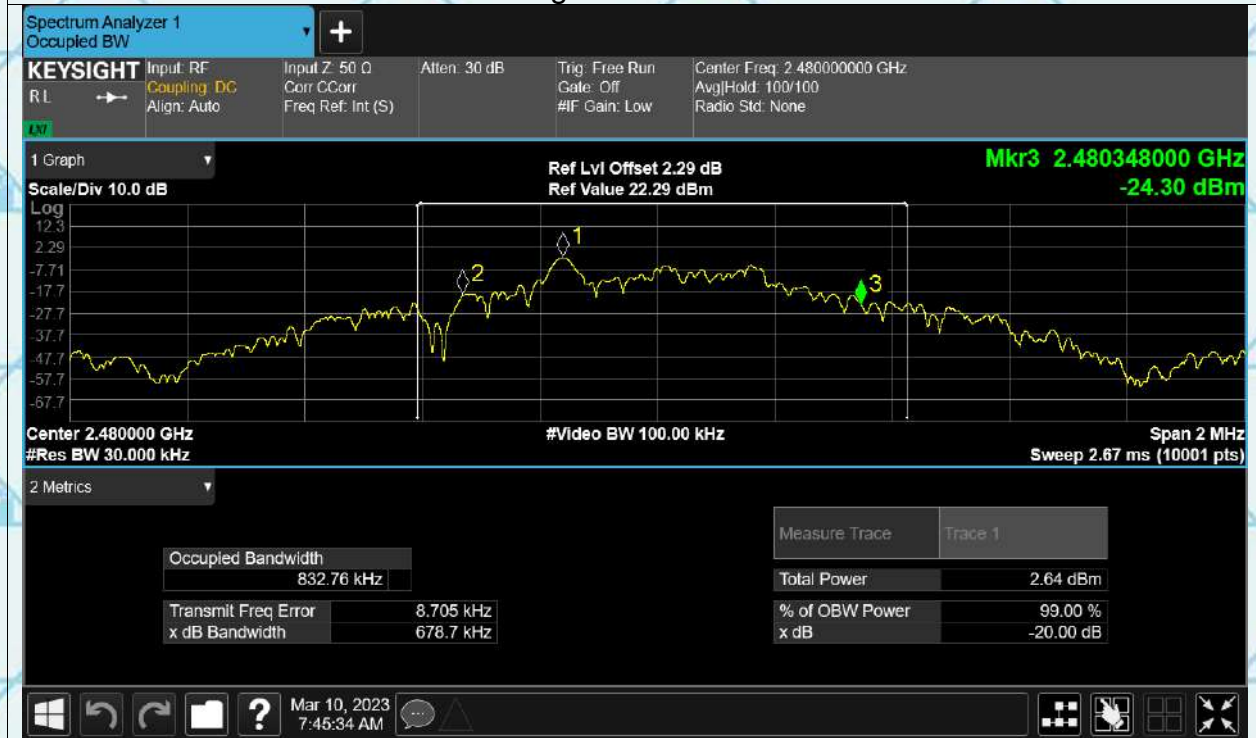 Spectrum Analyzer 1
Occupied BW
+
KEYSIGHT
RL
LXI
Input: RF
Coupling: DC
Align: Auto
Input Z: 50 Ω
Corr CCorr
Freq Ref: Int (S)
Atten: 30 dB
Trig: Free Run
Gate: Off
#IF Gain: Low
Center Freq: 2.480000000 GHz
Avg|Hold: 100/100
Radio Std: None
1 Graph
Scale/Div 10.0 dB
Ref Lvl Offset 2.29 dB
Ref Value 22.29 dBm
Mkr3 2.480348000 GHz
-24.30 dBm
Log
12.3
2.29
-7.71
-17.7
-27.7
-37.7
-47.7
-57.7
-67.7
1
2
3
Center 2.480000 GHz
#Res BW 30.000 kHz
#Video BW 100.00 kHz
Span 2 MHz
Sweep 2.67 ms (10001 pts)
2 Metrics
Occupied Bandwidth
832.76 kHz
Transmit Freq Error 8.705 kHz
x dB Bandwidth 678.7 kHz
Measure Trace Trace 1
Total Power 2.64 dBm
% of OBW Power 99.00 %
x dB -20.00 dB
?
Mar 10, 2023
7:45:34 AM